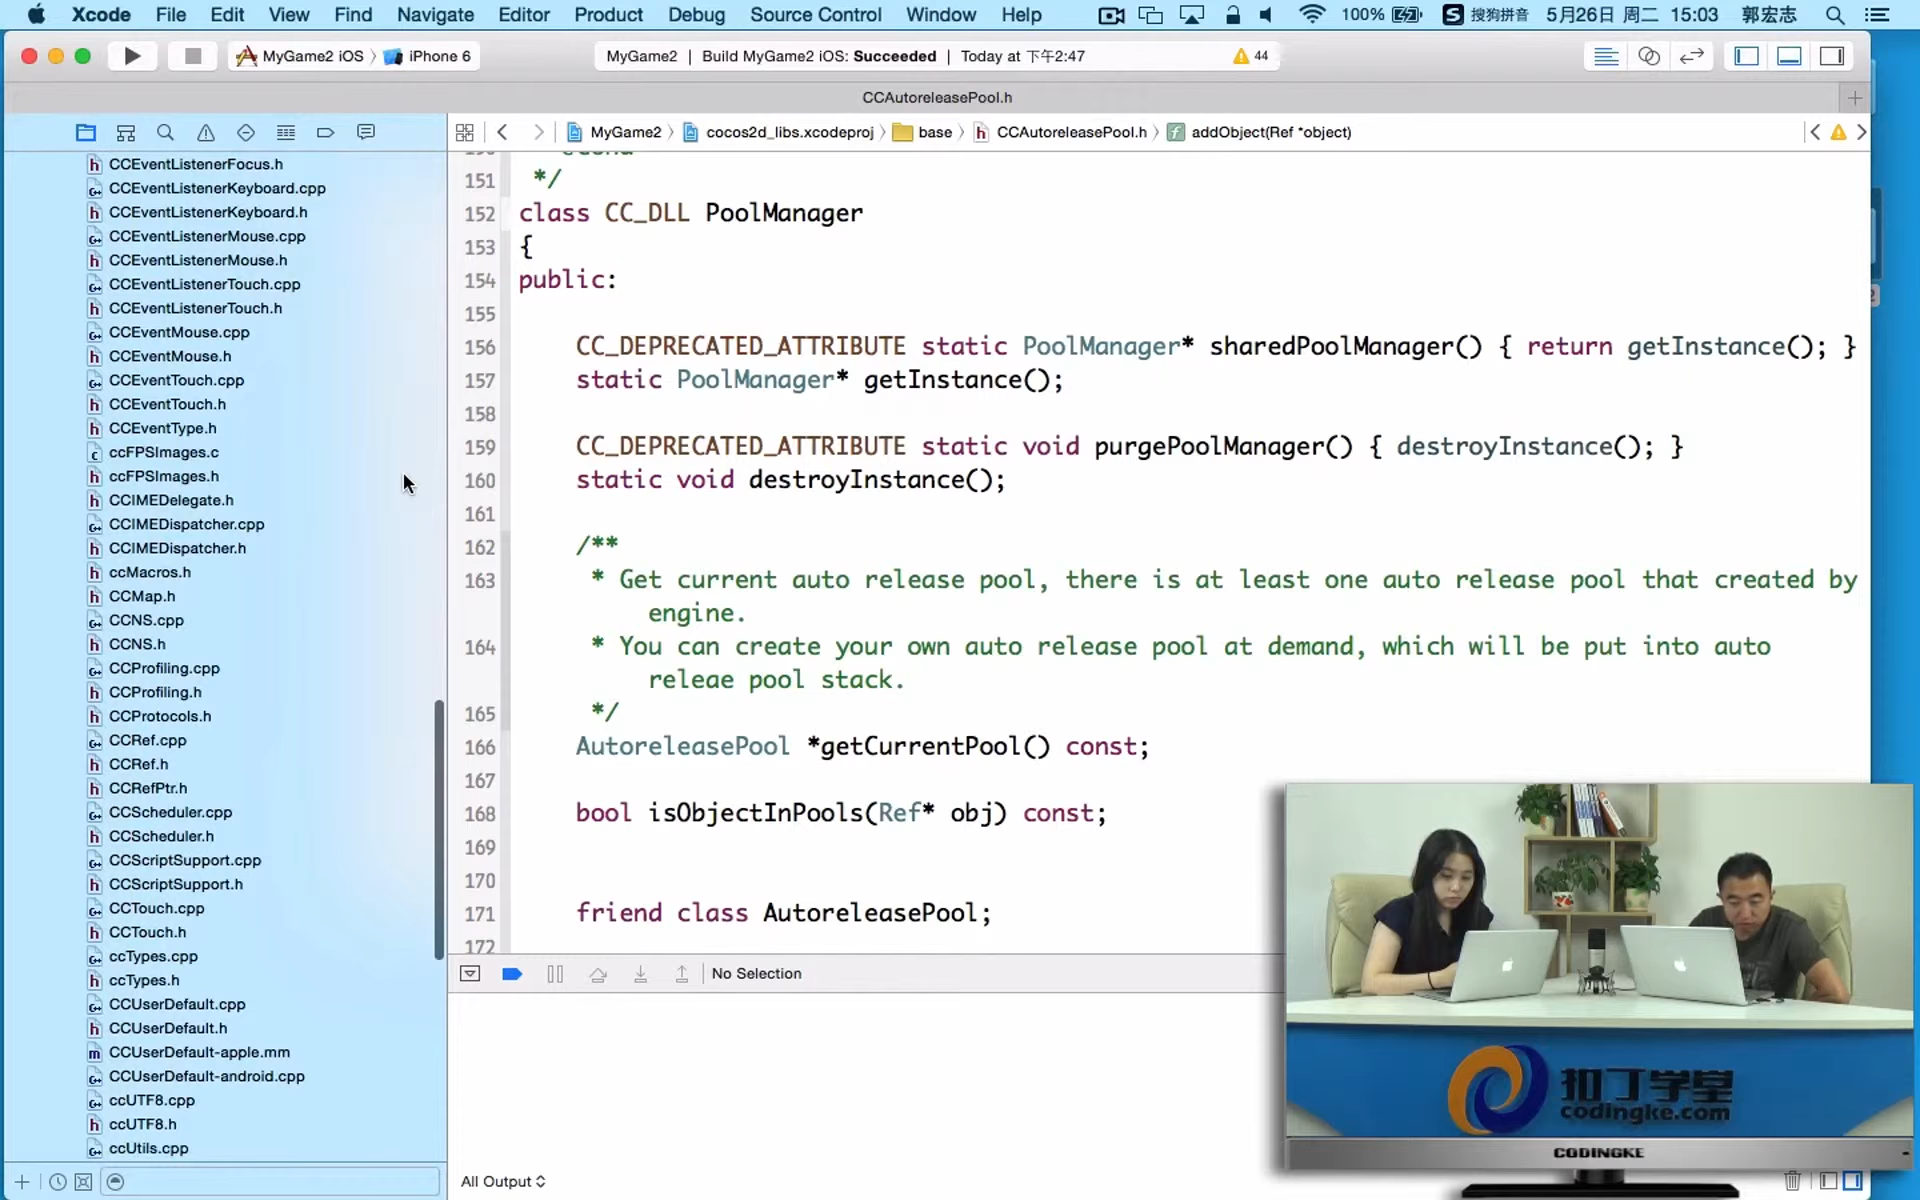 Xcode File Edit View Find Navigate Editor Product Debug Source Control Window Help 100% 搜狗拼音 5月26日 周二 15:03 郭宏志
MyGame2 iOS 〉 iPhone 6 MyGame2 | Build MyGame2 iOS: Succeeded | Today at 下午2:47 44
CCAutoreleasePool.h
MyGame2 〉 cocos2d_libs.xcodeproj 〉 base 〉 CCAutoreleasePool.h 〉 addObject(Ref *object)
CCEventListenerFocus.h
CCEventListenerKeyboard.cpp
CCEventListenerKeyboard.h
CCEventListenerMouse.cpp
CCEventListenerMouse.h
CCEventListenerTouch.cpp
CCEventListenerTouch.h
CCEventMouse.cpp
CCEventMouse.h
CCEventTouch.cpp
CCEventTouch.h
CCEventType.h
ccFPSImages.c
ccFPSImages.h
CCIMEDelegate.h
CCIMEDispatcher.cpp
CCIMEDispatcher.h
ccMacros.h
CCMap.h
CCNS.cpp
CCNS.h
CCProfiling.cpp
CCProfiling.h
CCProtocols.h
CCRef.cpp
CCRef.h
CCRefPtr.h
CCScheduler.cpp
CCScheduler.h
CCScriptSupport.cpp
CCScriptSupport.h
CCTouch.cpp
CCTouch.h
ccTypes.cpp
ccTypes.h
CCUserDefault.cpp
CCUserDefault.h
CCUserDefault-apple.mm
CCUserDefault-android.cpp
ccUTF8.cpp
ccUTF8.h
ccUtils.cpp
151 */
152 class CC_DLL PoolManager
153 {
154 public:
155
156 CC_DEPRECATED_ATTRIBUTE static PoolManager* sharedPoolManager() { return getInstance(); }
157 static PoolManager* getInstance();
158
159 CC_DEPRECATED_ATTRIBUTE static void purgePoolManager() { destroyInstance(); }
160 static void destroyInstance();
161
162 /**
163 * Get current auto release pool, there is at least one auto release pool that created by
engine.
164 * You can create your own auto release pool at demand, which will be put into auto
releae pool stack.
165 */
166 AutoreleasePool *getCurrentPool() const;
167
168 bool isObjectInPools(Ref* obj) const;
169
170
171 friend class AutoreleasePool;
172
No Selection
All Output
扣丁学堂
codingke.com
CODINGKE